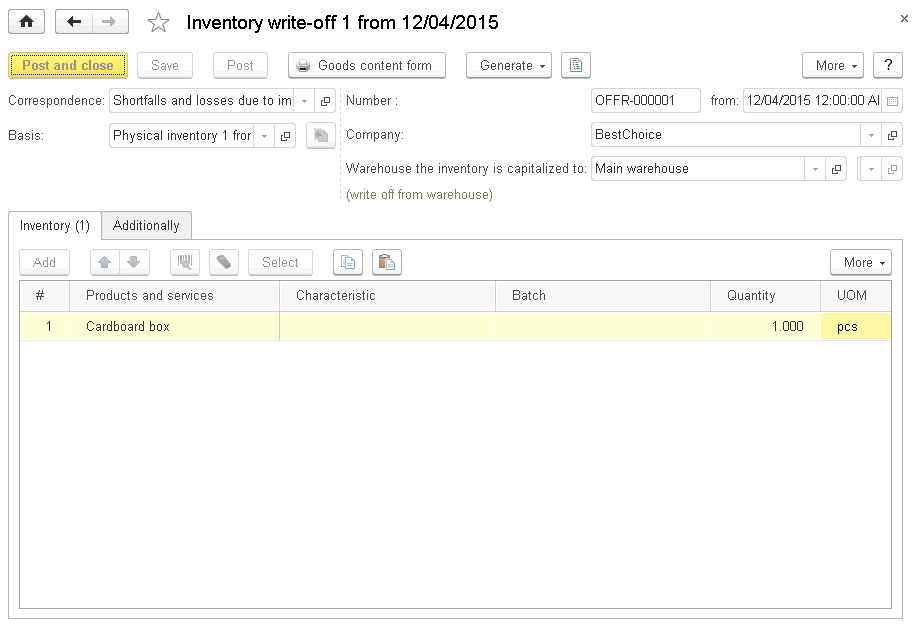 Inventory write-off 1 from 12/04/2015
Post and close Save Post Goods content form Generate More ?
Correspondence: Shortfalls and losses due to im Number : OFFR-000001 from: 12/04/2015 12:00:00 AI
Basis: Physical inventory 1 fror Company: BestChoice
Warehouse the inventory is capitalized to: Main warehouse
(write off from warehouse)
Inventory (1) Additionally
Add Select More
# Products and services Characteristic Batch Quantity UOM
1 Cardboard box 1.000 pcs